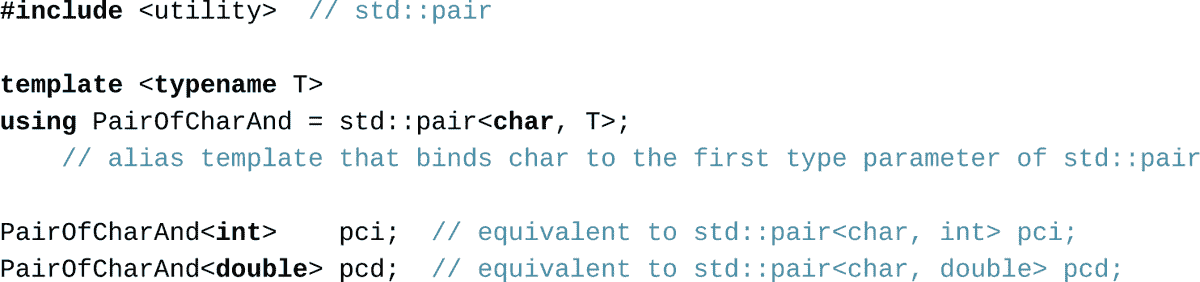 #include <utility>  // std::pair
template <typename T>
using PairOfCharAnd = std::pair<char, T>;
    // alias template that binds char to the first type parameter of std::pair
PairOfCharAnd<int>    pci;  // equivalent to std::pair<char, int> pci;
PairOfCharAnd<double> pcd;  // equivalent to std::pair<char, double> pcd;